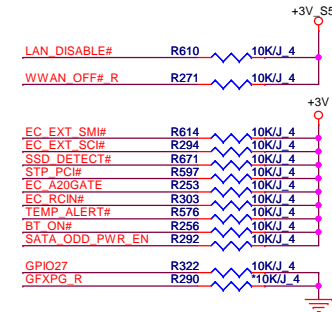 +3V_S5
LAN_DISABLE# R610 10K/J_4
WWAN_OFF#_R R271 10K/J_4
+3V
EC_EXT_SMI# R614 10K/J_4
EC_EXT_SCI# R294 10K/J_4
SSD_DETECT# R671 10K/J_4
STP_PCI# R597 10K/J_4
EC_A20GATE R253 10K/J_4
EC_RCIN# R303 10K/J_4
TEMP_ALERT# R576 10K/J_4
BT_ON# R256 10K/J_4
SATA_ODD_PWR_EN R292 10K/J_4
GPIO27 R322 10K/J_4
GFXPG_R R290 *10K/J_4